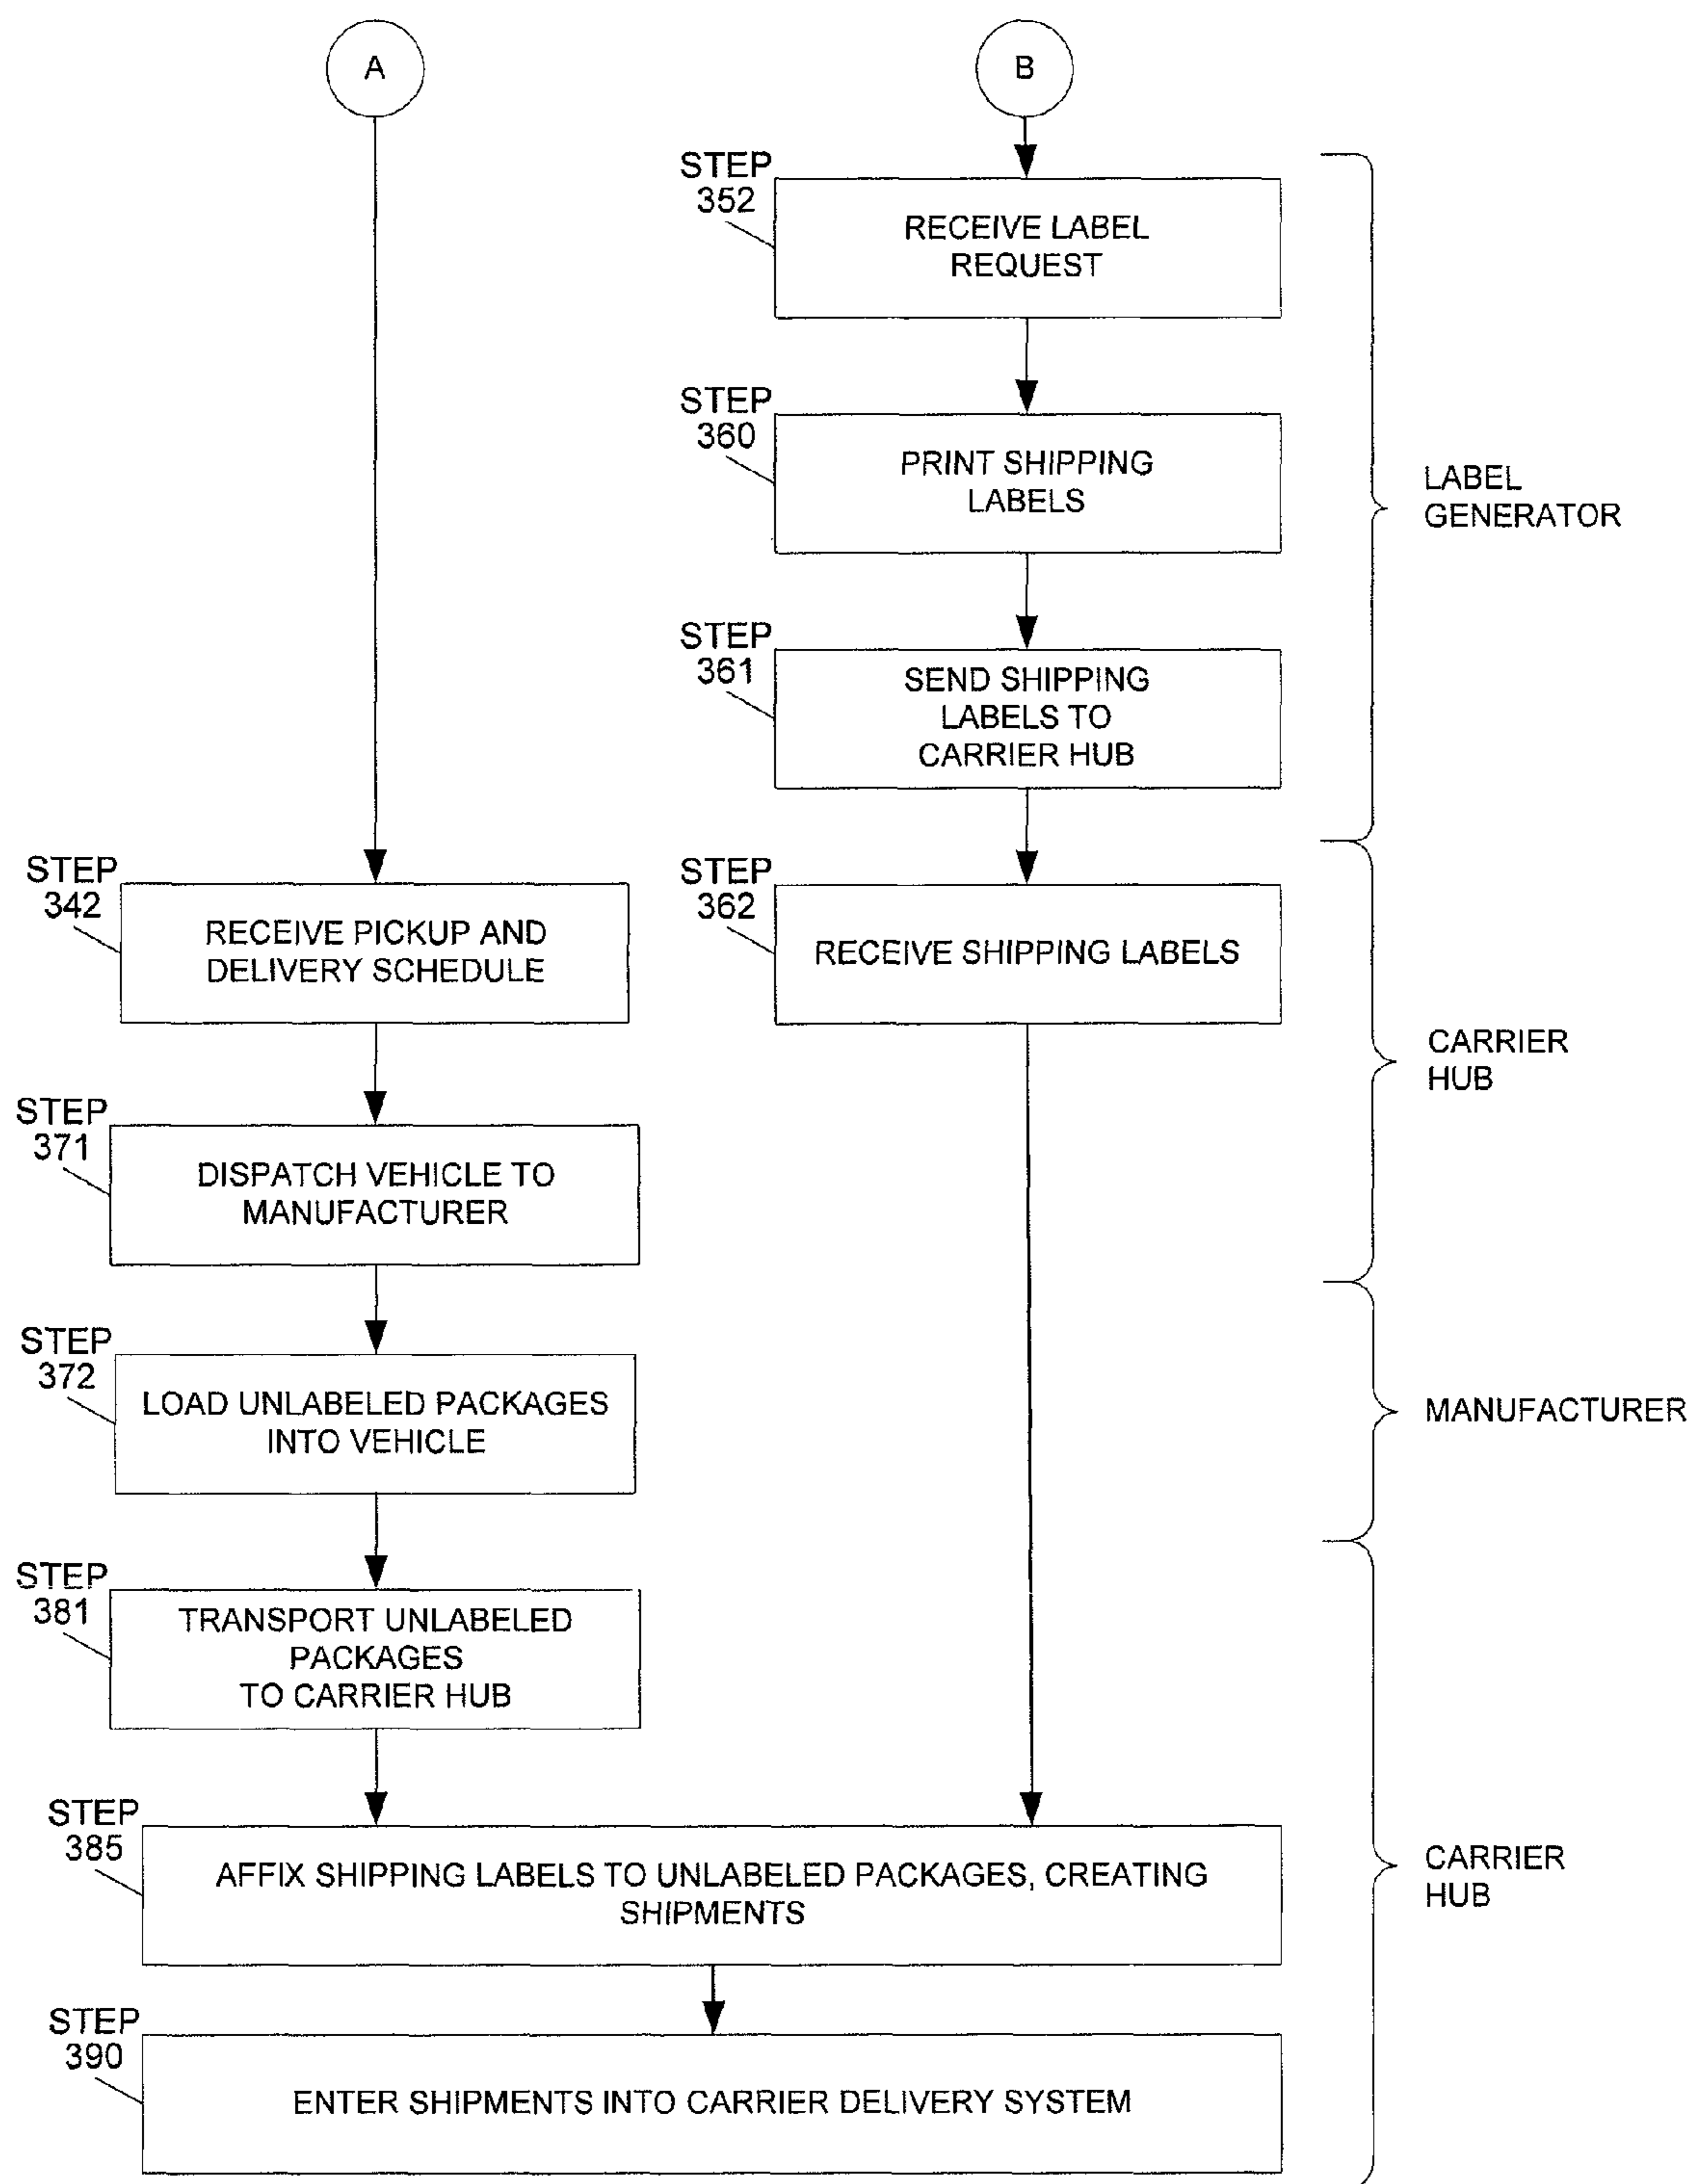 A
B
STEP
352
RECEIVE LABEL
REQUEST
STEP
360
PRINT SHIPPING
LABELS
LABEL
GENERATOR
STEP
361
SEND SHIPPING
LABELS TO
CARRIER HUB
STEP
342
RECEIVE PICKUP AND
DELIVERY SCHEDULE
STEP
362
RECEIVE SHIPPING LABELS
CARRIER
HUB
STEP
371
DISPATCH VEHICLE TO
MANUFACTURER
STEP
372
LOAD UNLABELED PACKAGES
INTO VEHICLE
MANUFACTURER
STEP
381
TRANSPORT UNLABELED
PACKAGES
TO CARRIER HUB
STEP
385
AFFIX SHIPPING LABELS TO UNLABELED PACKAGES, CREATING
SHIPMENTS
CARRIER
HUB
STEP
390
ENTER SHIPMENTS INTO CARRIER DELIVERY SYSTEM